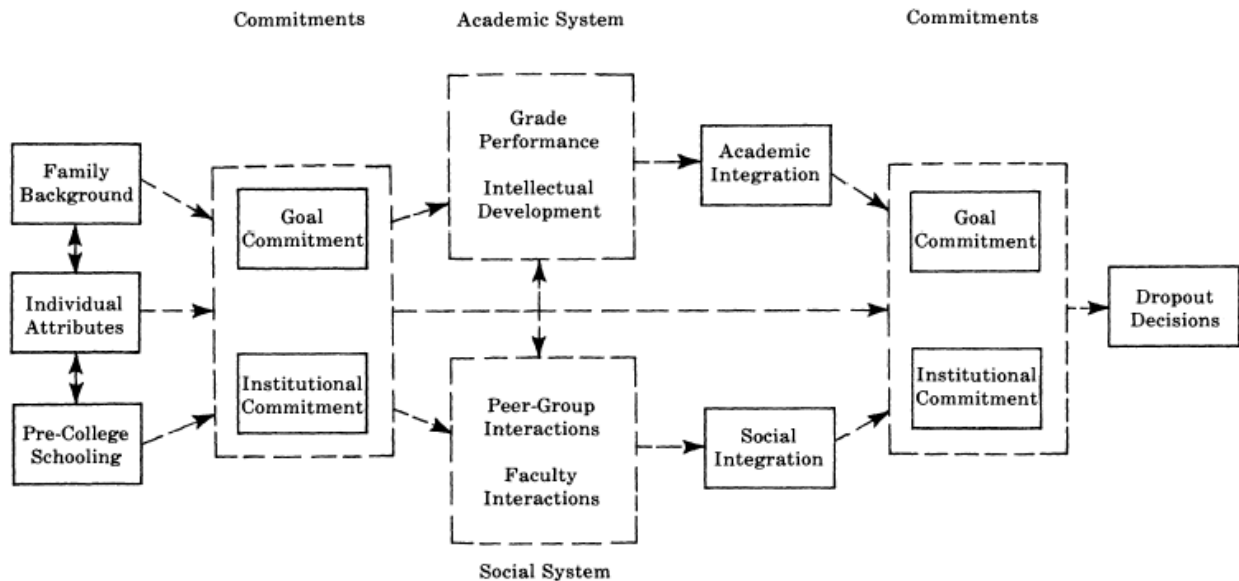 Commitments
Academic System
Commitments
Family
Background
Individual
Attributes
Pre-College
Schooling
Goal
Commitment
Institutional
Commitment
Grade
Performance
Intellectual
Development
Peer-Group
Interactions
Faculty
Interactions
Social System
Academic
Integration
Social
Integration
Goal
Commitment
Institutional
Commitment
Dropout
Decisions